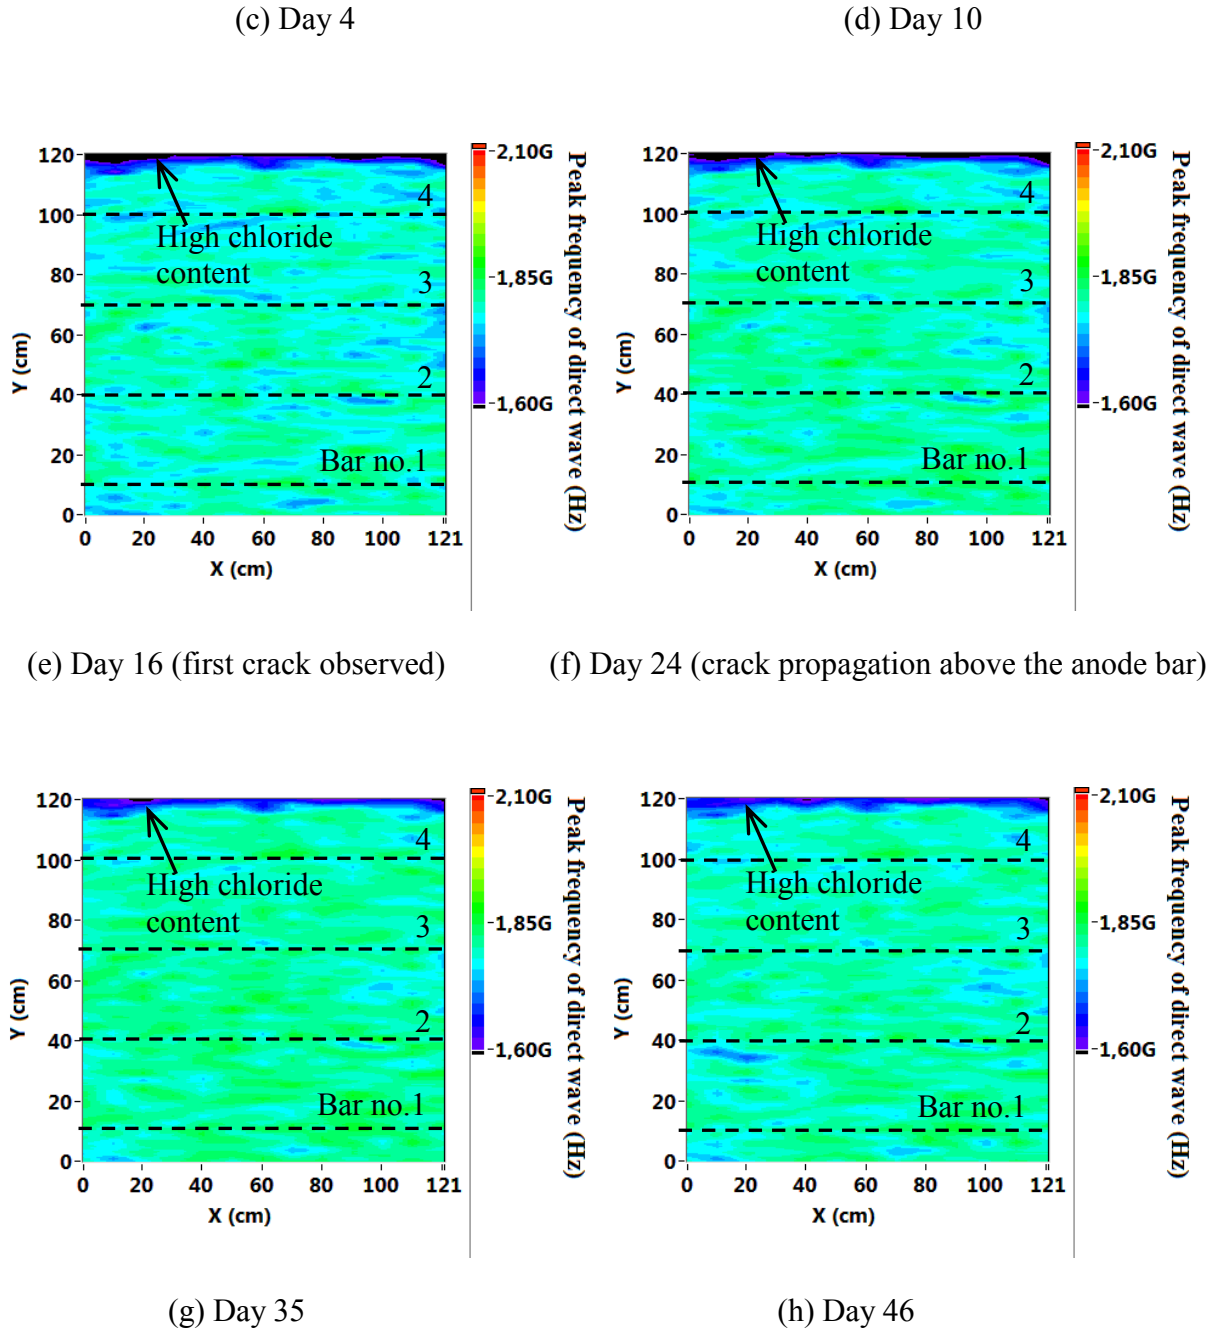 (c) Day 4
(d) Day 10
120
100
80
60
40
20
0
Y (cm)
4
High chloride
content
3
2
Bar no.1
0 20 40 60 80 100 121
X (cm)
2,10G
1,85G
1,60G
Peak frequency of direct wave (Hz)
120
100
80
60
40
20
0
Y (cm)
4
High chloride
content
3
2
Bar no.1
0 20 40 60 80 100 121
X (cm)
2,10G
1,85G
1,60G
Peak frequency of direct wave (Hz)
(e) Day 16 (first crack observed)
(f) Day 24 (crack propagation above the anode bar)
120
100
80
60
40
20
0
Y (cm)
4
High chloride
content
3
2
Bar no.1
0 20 40 60 80 100 121
X (cm)
2,10G
1,85G
1,60G
Peak frequency of direct wave (Hz)
120
100
80
60
40
20
0
Y (cm)
4
High chloride
content
3
2
Bar no.1
0 20 40 60 80 100 121
X (cm)
2,10G
1,85G
1,60G
Peak frequency of direct wave (Hz)
(g) Day 35
(h) Day 46